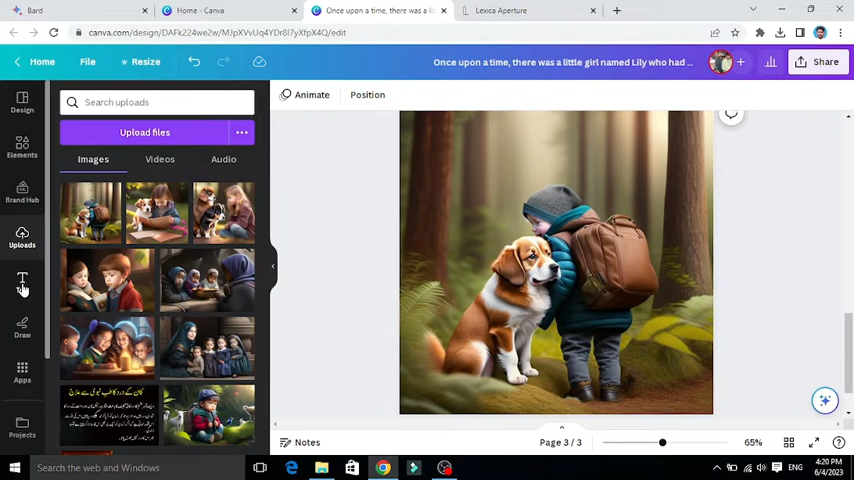 Bard
Home - Canva
Once upon a time, there was a li
Lexica Aperture
canva.com/design/DAFk224we2w/MJpXVvUq4YDr8I7yXfpX4Q/edit
Home
File
Resize
Once upon a time, there was a little girl named Lily who had ...
Share
Design
Elements
Brand Hub
Uploads
Draw
Apps
Projects
Search uploads
Upload files
Images
Videos
Audio
Animate
Position
Notes
Page 3 / 3
65%
Search the web and Windows
ENG
4:20 PM
6/4/2023